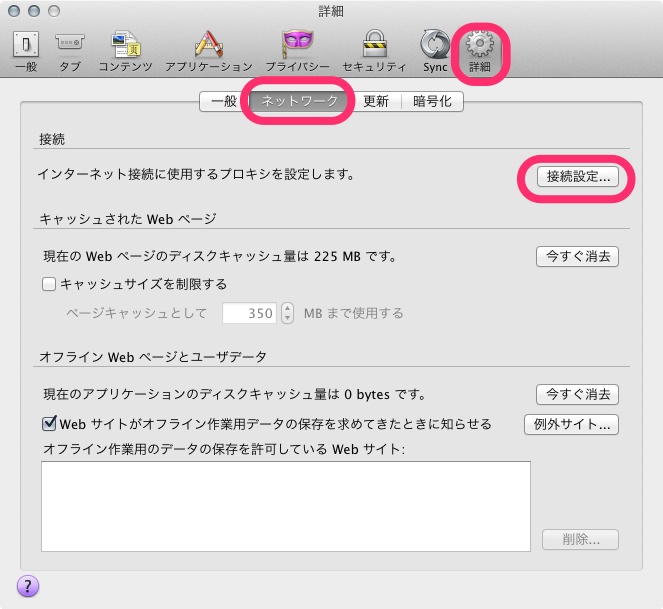 詳細
一般 タブ コンテンツ アプリケーション プライバシー セキュリティ Sync 詳細
一般 ネットワーク 更新 暗号化
接続
インターネット接続に使用するプロキシを設定します。 接続設定...
キャッシュされた Web ページ
現在の Web ページのディスクキャッシュ量は 225 MB です。 今すぐ消去
キャッシュサイズを制限する
ページキャッシュとして 350 MB まで使用する
オフライン Web ページとユーザデータ
現在のアプリケーションのディスクキャッシュ量は 0 bytes です。 今すぐ消去
Web サイトがオフライン作業用データの保存を求めてきたときに知らせる 例外サイト...
オフライン作業用のデータの保存を許可している Web サイト:
削除...
?